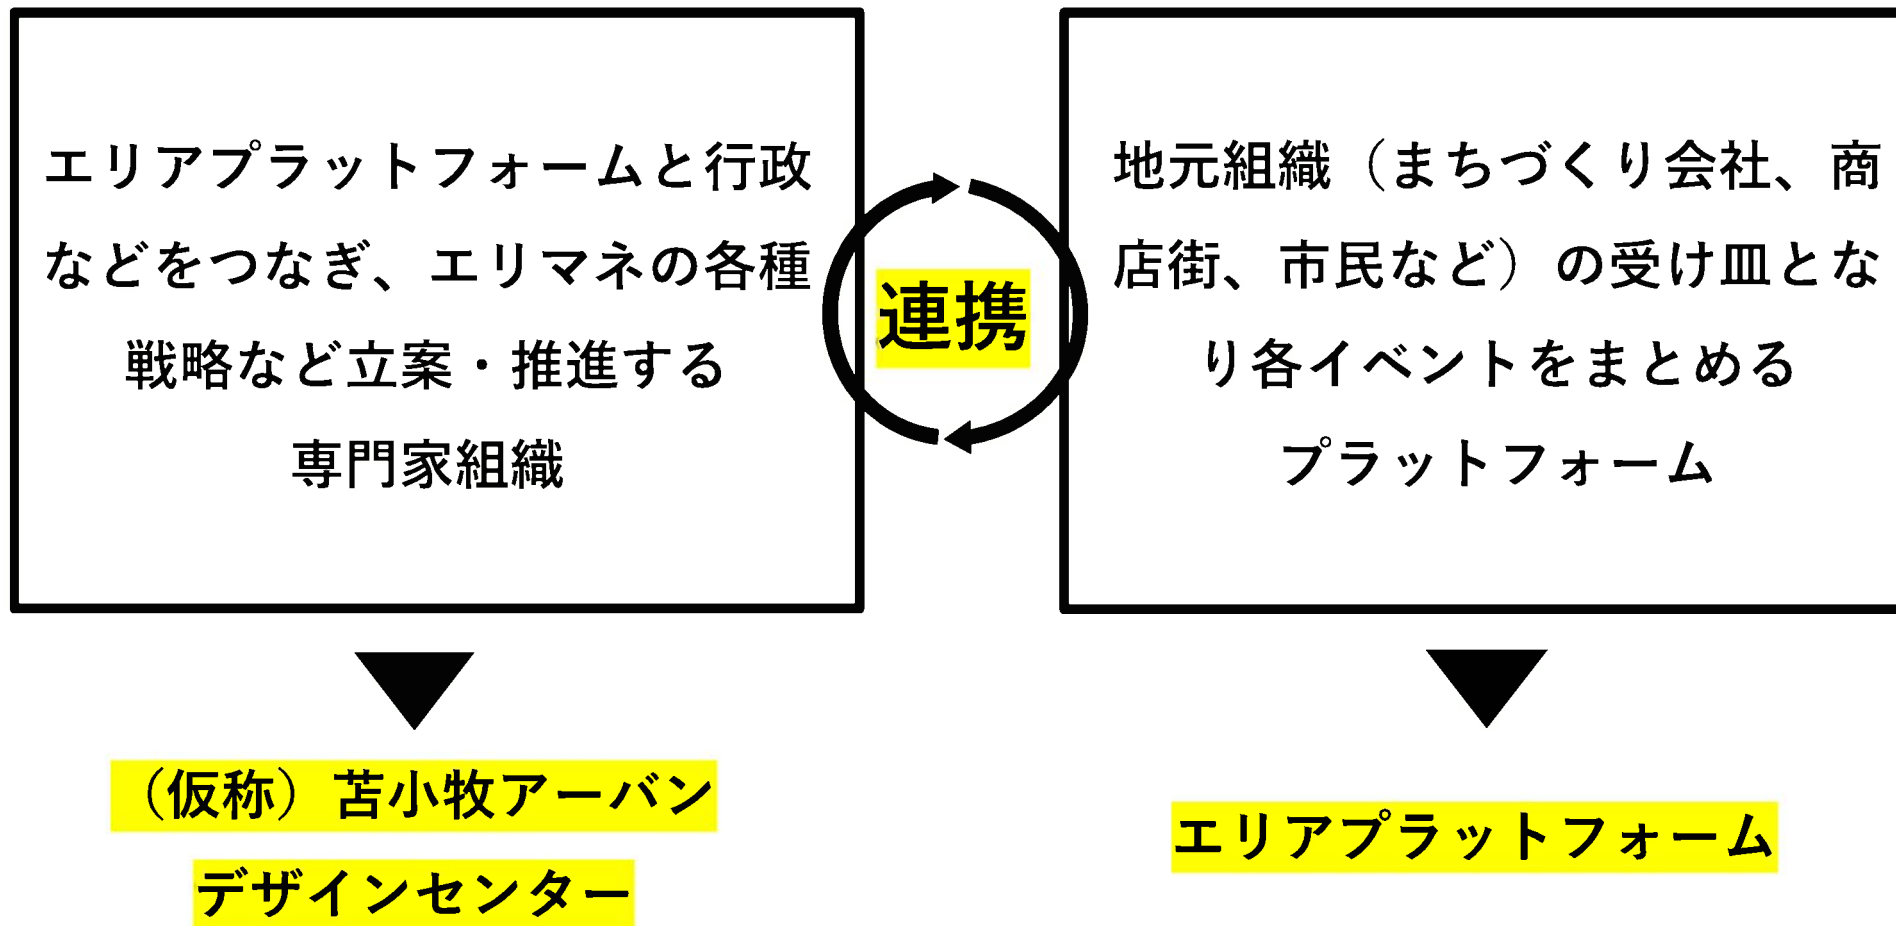 エリアプラットフォームと行政
などをつなぎ、エリマネの各種
戦略など立案・推進する
専門家組織
連携
地元組織（まちづくり会社、商
店街、市民など）の受け皿とな
り各イベントをまとめる
プラットフォーム
（仮称）苫小牧アーバン
デザインセンター
エリアプラットフォーム